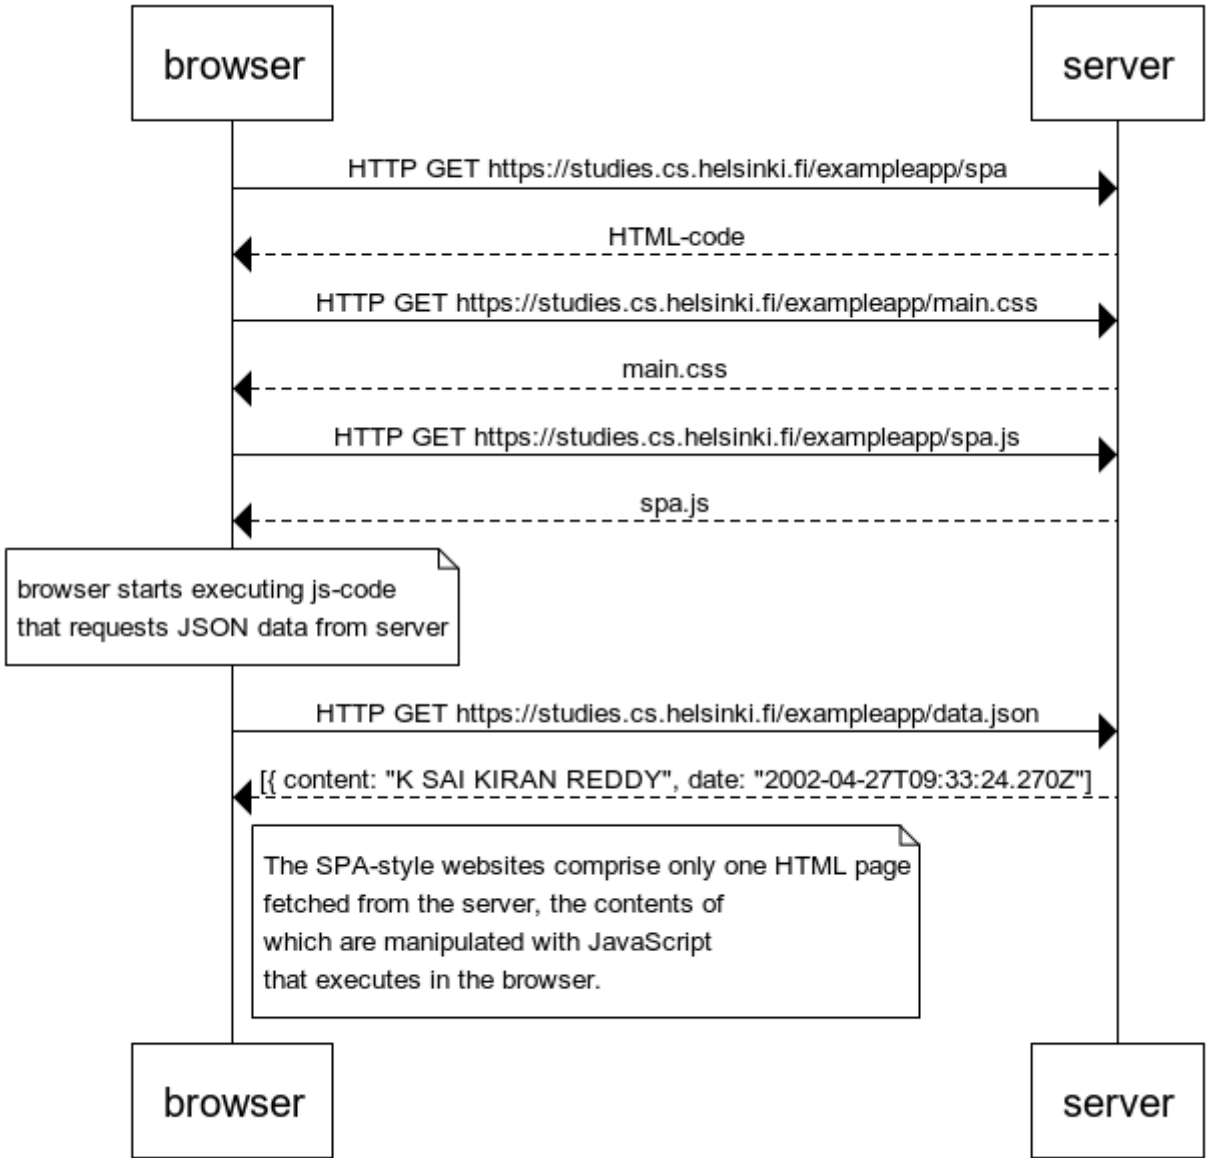 browser
server
HTTP GET https://studies.cs.helsinki.fi/exampleapp/spa
HTML-code
HTTP GET https://studies.cs.helsinki.fi/exampleapp/main.css
main.css
HTTP GET https://studies.cs.helsinki.fi/exampleapp/spa.js
spa.js
browser starts executing js-code
that requests JSON data from server
HTTP GET https://studies.cs.helsinki.fi/exampleapp/data.json
[{ content: "K SAI KIRAN REDDY", date: "2002-04-27T09:33:24.270Z"]
The SPA-style websites comprise only one HTML page
fetched from the server, the contents of
which are manipulated with JavaScript
that executes in the browser.
browser
server